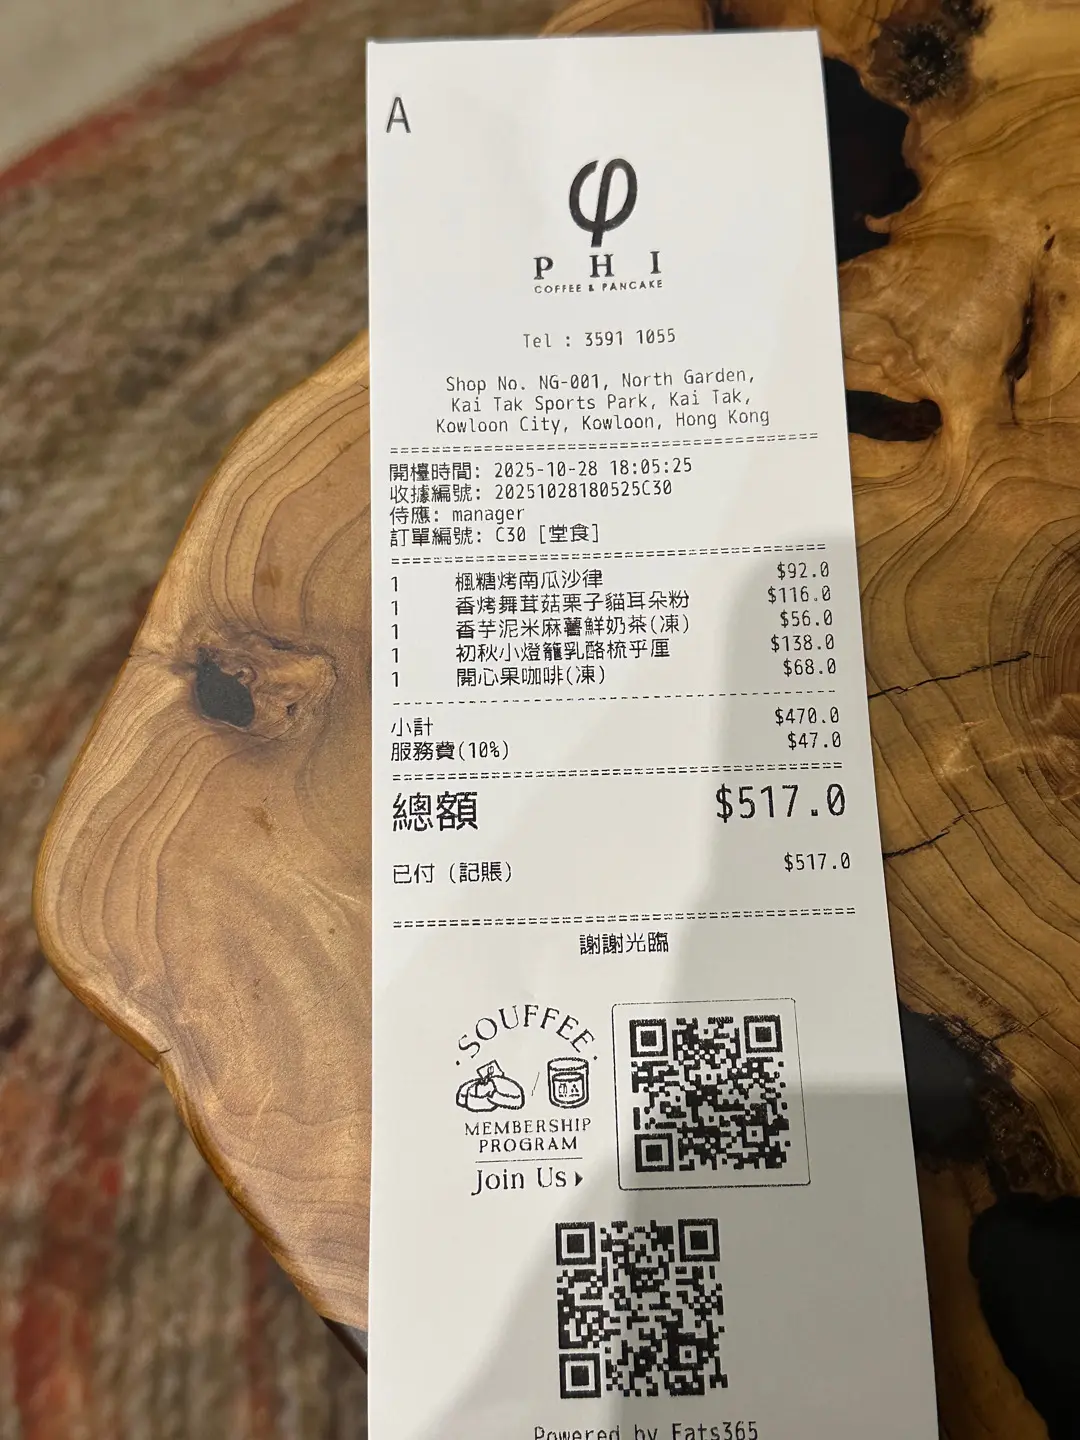 A
PHI
COFFEE & PANCAKE
Tel : 3591 1055
Shop No. NG-001, North Garden,
Kai Tak Sports Park, Kai Tak,
Kowloon City, Kowloon, Hong Kong
開檯時間: 2025-10-28 18:05:25
收據編號: 20251028180525C30
侍應: manager
訂單編號: C30 [堂食]
1 楓糖烤南瓜沙律 $92.0
1 香烤舞茸菇栗子貓耳朵粉 $116.0
1 香芋泥米麻薯鮮奶茶(凍) $56.0
1 初秋小燈籠乳酪梳乎厘 $138.0
1 開心果咖啡(凍) $68.0
小計 $470.0
服務費(10%) $47.0
總額 $517.0
已付 (記賬) $517.0
謝謝光臨
SOUFFEE
MEMBERSHIP
PROGRAM
Join Us
Powered by Eats365